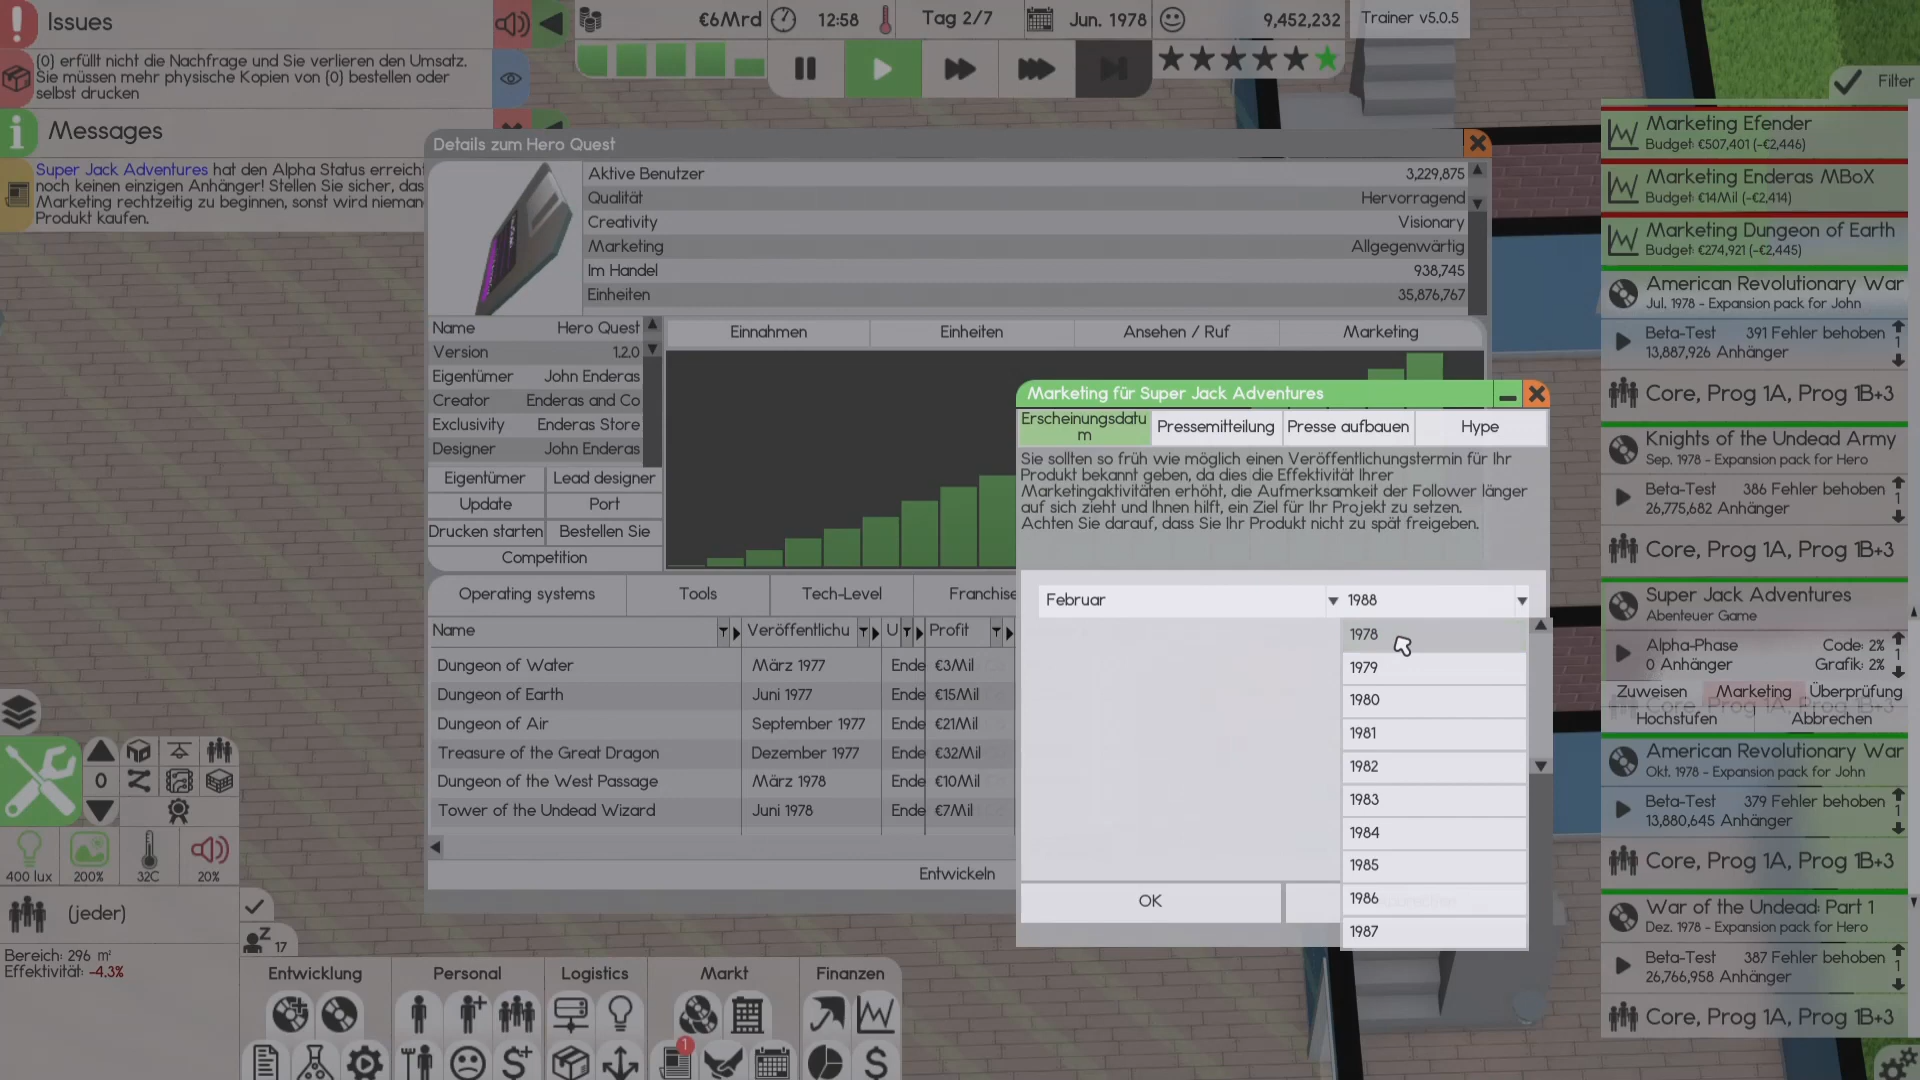 Issues
(0) erfüllt nicht die Nachfrage und Sie verlieren den Umsatz.
Sie müssen mehr physische Kopien von (0) bestellen oder
selbst drucken
Messages
Super Jack Adventures hat den Alpha Status erreicht
noch keinen einzigen Anhänger! Stellen Sie sicher, das
Marketing rechtzeitig zu beginnen, sonst wird nieman
Produkt kaufen.
€6Mrd
12:58
Tag 2/7
Jun. 1978
9,452,232
Trainer v5.0.5
Filter
Details zum Hero Quest
Aktive Benutzer 3,229,875
Qualität Hervorragend
Creativity Visionary
Marketing Allgegenwärtig
Im Handel 938,745
Einheiten 35,876,767
Name Hero Quest
Version 1.2.0
Eigentümer John Enderas
Creator Enderas and Co
Exclusivity Enderas Store
Designer John Enderas
Eigentümer Lead designer
Update Port
Drucken starten Bestellen Sie
Competition
Einnahmen Einheiten Ansehen / Ruf Marketing
Operating systems Tools Tech-Level Franchise
Name Veröffentlichu U Profit
Dungeon of Water März 1977 Ende €3Mil
Dungeon of Earth Juni 1977 Ende €15Mil
Dungeon of Air September 1977 Ende €21Mil
Treasure of the Great Dragon Dezember 1977 Ende €32Mil
Dungeon of the West Passage März 1978 Ende €10Mil
Tower of the Undead Wizard Juni 1978 Ende €7Mil
Entwickeln
Marketing für Super Jack Adventures
Erscheinungsdatu
m
Pressemitteilung
Presse aufbauen
Hype
Sie sollten so früh wie möglich einen Veröffentlichungstermin für Ihr
Produkt bekannt geben, da dies die Effektivität Ihrer
Marketingaktivitäten erhöht, die Aufmerksamkeit der Follower länger
auf sich zieht und Ihnen hilft, ein Ziel für Ihr Projekt zu setzen.
Achten Sie darauf, dass Sie Ihr Produkt nicht zu spät freigeben.
Februar 1988
1978
1979
1980
1981
1982
1983
1984
1985
1986
1987
OK
Marketing Efender
Budget: €507,401 (-€2,446)
Marketing Enderas MBoX
Budget: €14Mil (-€2,414)
Marketing Dungeon of Earth
Budget: €274,921 (-€2,445)
American Revolutionary War
Jul. 1978 - Expansion pack for John
Beta-Test 391 Fehler behoben
13,887,926 Anhänger
1
Core, Prog 1A, Prog 1B+3
Knights of the Undead Army
Sep. 1978 - Expansion pack for Hero
Beta-Test 386 Fehler behoben
26,775,682 Anhänger
1
Core, Prog 1A, Prog 1B+3
Super Jack Adventures
Abenteuer Game
Alpha-Phase Code: 2%
0 Anhänger Grafik: 2%
1
Zuweisen Marketing Überprüfung
Core, Prog 1A, Prog 1B+3
Hochstufen Abbrechen
American Revolutionary War
Okt. 1978 - Expansion pack for John
Beta-Test 379 Fehler behoben
13,880,645 Anhänger
1
Core, Prog 1A, Prog 1B+3
War of the Undead: Part 1
Dez. 1978 - Expansion pack for Hero
Beta-Test 387 Fehler behoben
26,766,958 Anhänger
1
Core, Prog 1A, Prog 1B+3
0
400 lux
200%
32C
20%
(jeder)
Z 17
Bereich: 296 m²
Effektivität: -4.3%
Entwicklung Personal Logistics Markt Finanzen
1